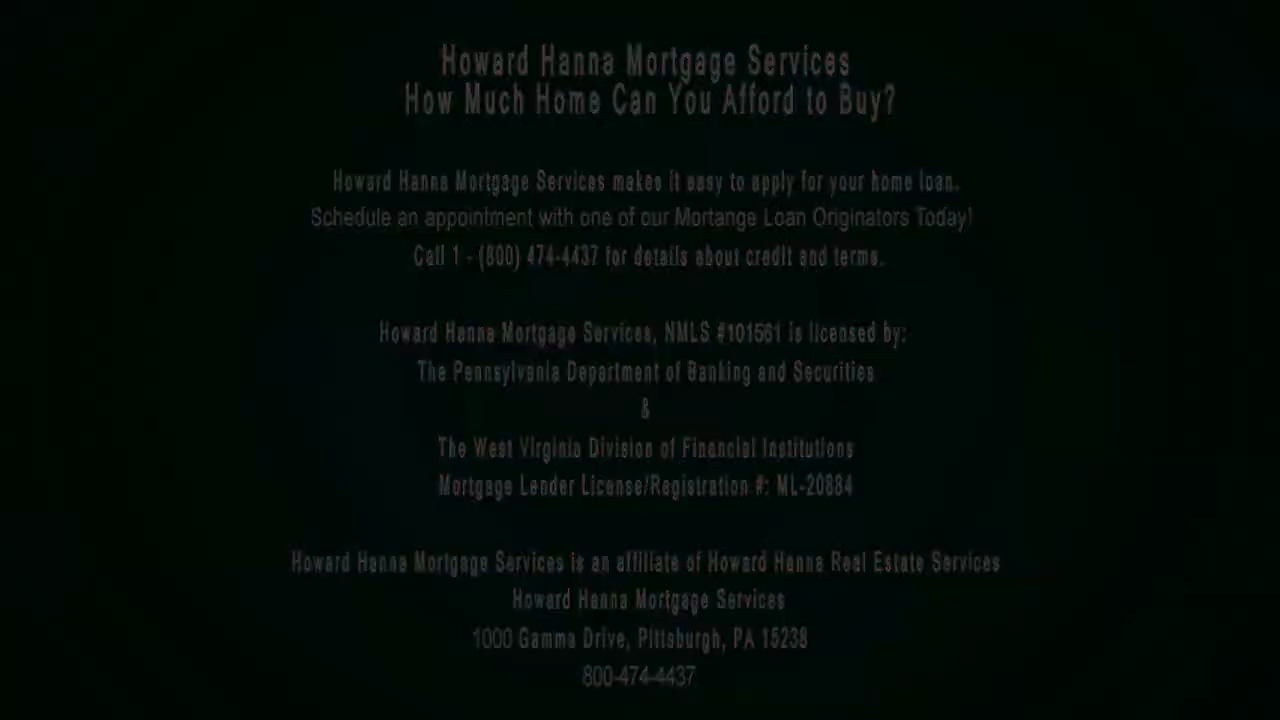 Howard Hanna Mortgage Services
How Much Home Can You Afford to Buy?
Howard Hanna Mortgage Services makes it easy to apply for your home loan.
Schedule an appointment with one of our Mortange Loan Originators Today!
Call 1 - (800) 474-4437 for details about credit and terms.
Howard Hanna Mortgage Services, NMLS #101561 is licensed by:
The Pennsylvania Department of Banking and Securities
&
The West Virginia Division of Financial Institutions
Mortgage Lender License/Registration #: ML-20884
Howard Hanna Mortgage Services is an affiliate of Howard Hanna Real Estate Services
Howard Hanna Mortgage Services
1000 Gamma Drive, Pittsburgh, PA 15238
800-474-4437